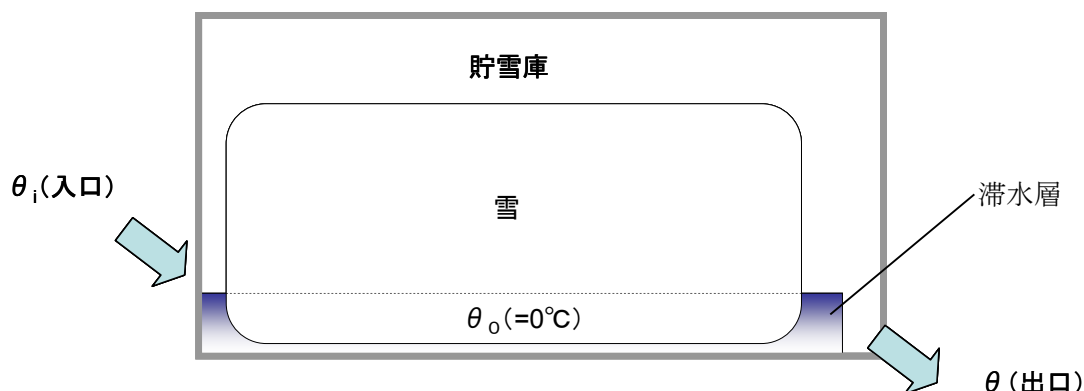 貯雪庫
θi(入口)
雪
滞水層
θo(=0℃)
θ(出口)